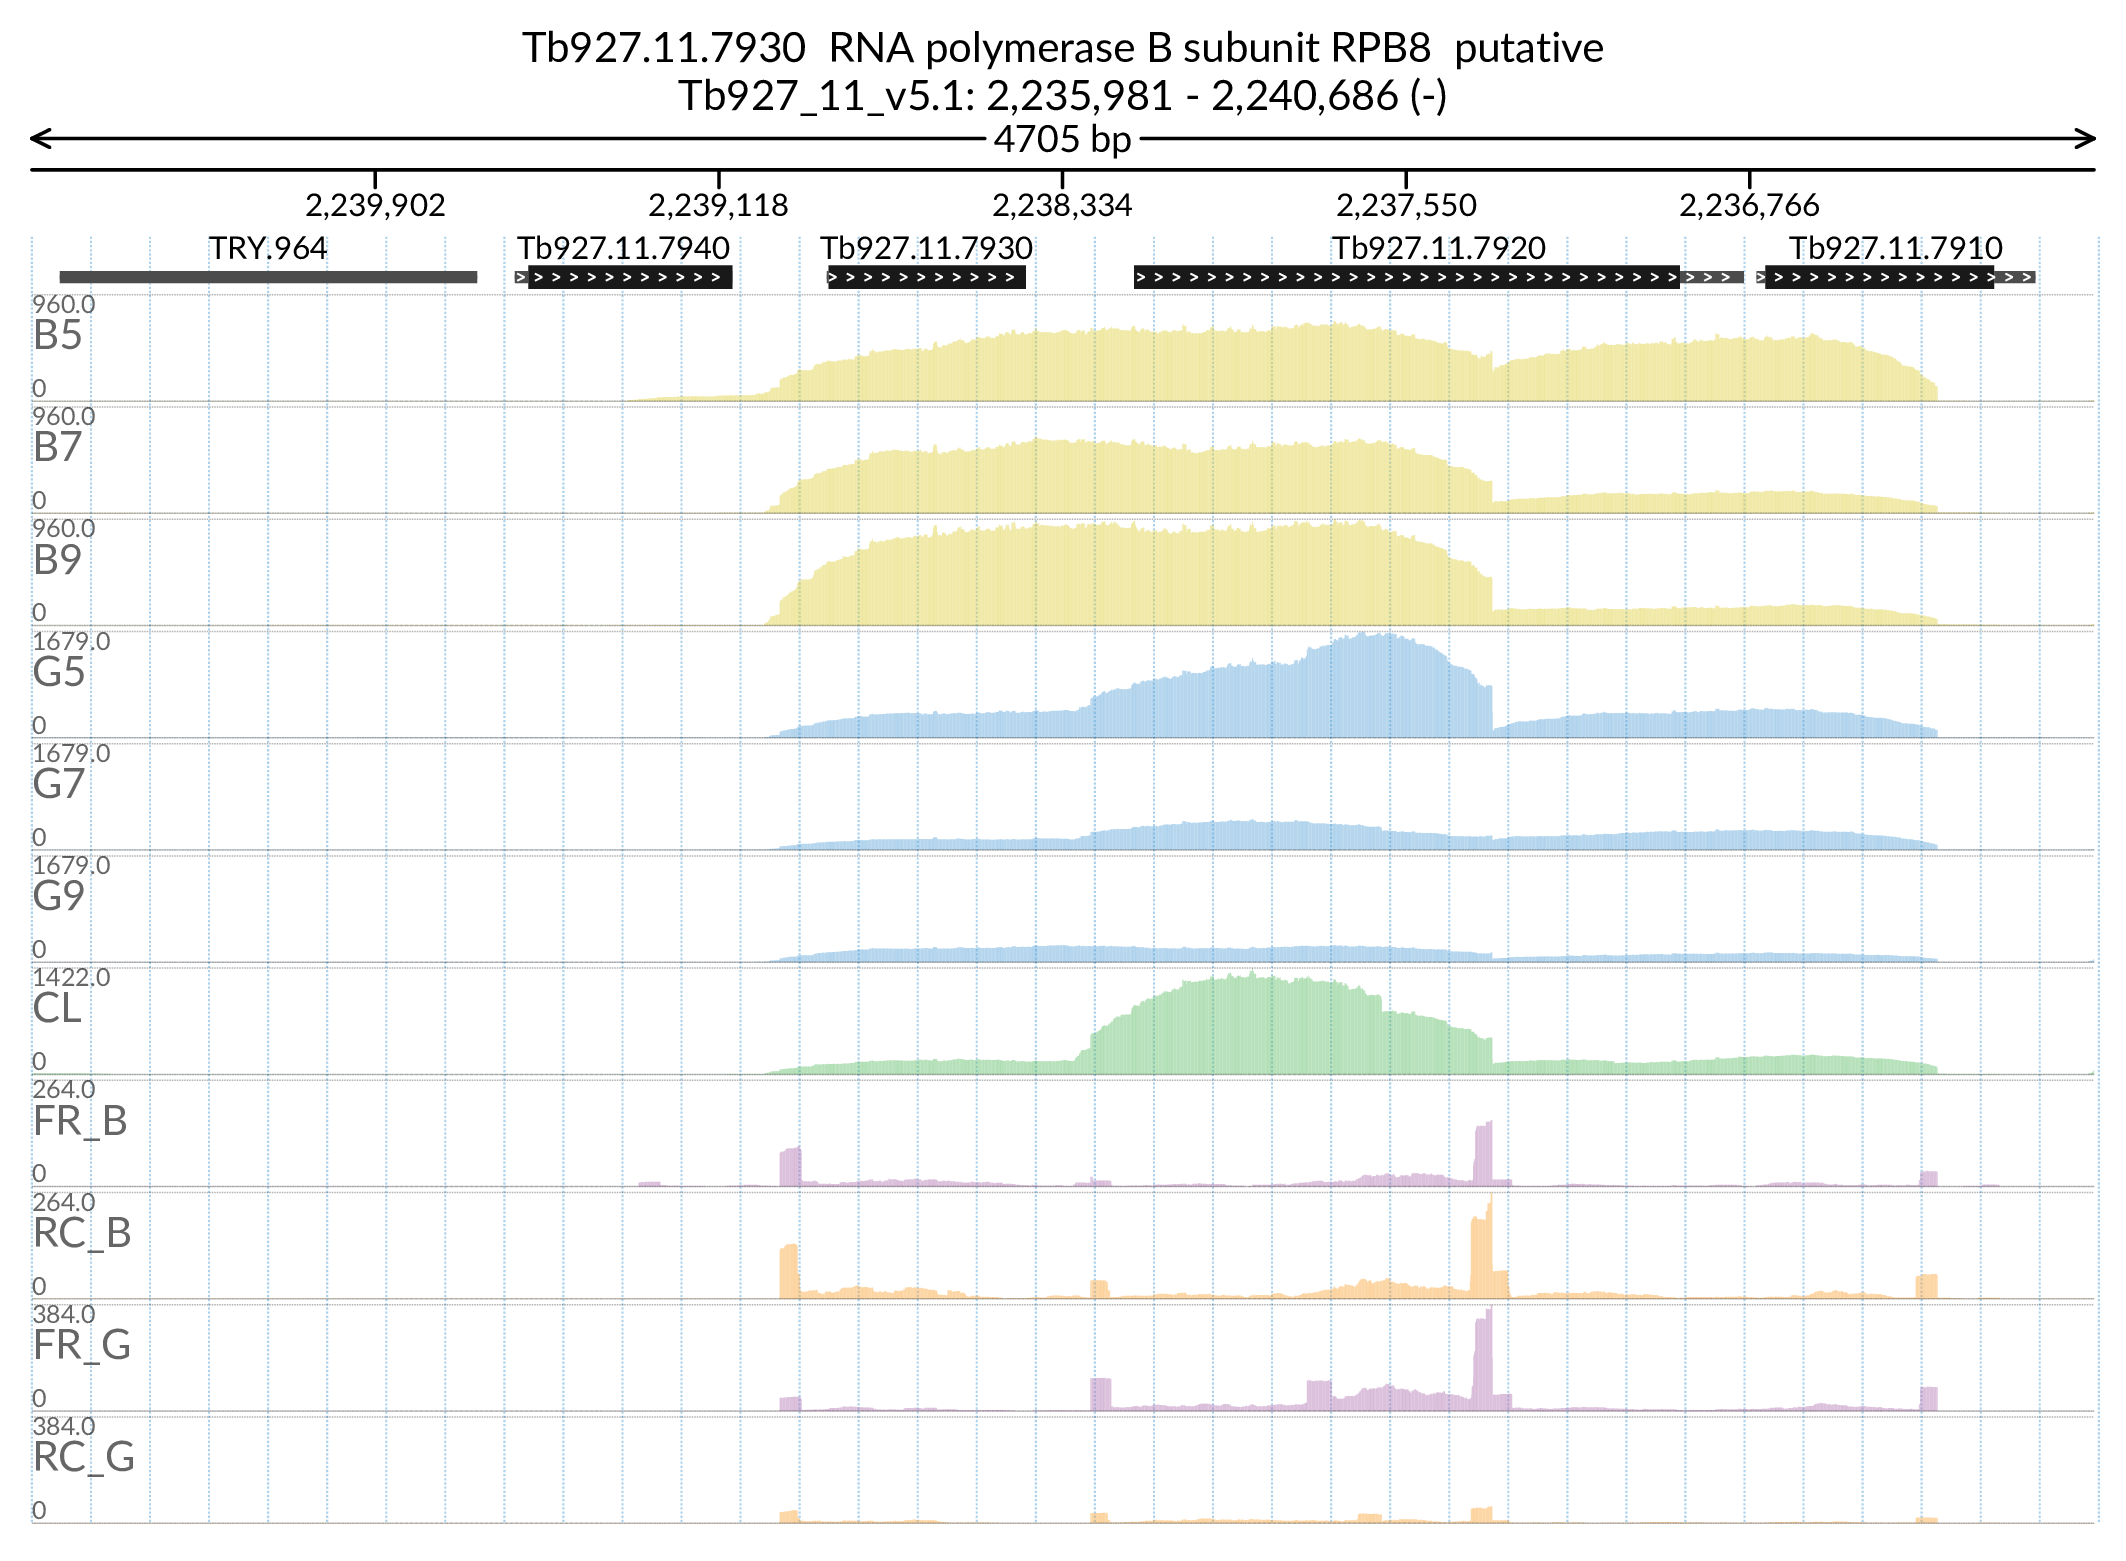 Tb927.11.7930  RNA polymerase B subunit RPB8  putative
Tb927_11_v5.1: 2,235,981 - 2,240,686 (-)
4705 bp
2,239,902 2,239,118 2,238,334 2,237,550 2,236,766
TRY.964 Tb927.11.7940 Tb927.11.7930 Tb927.11.7920 Tb927.11.7910
960.0
B5
0
960.0
B7
0
960.0
B9
0
1679.0
G5
0
1679.0
G7
0
1679.0
G9
0
1422.0
CL
0
264.0
FR_B
0
264.0
RC_B
0
384.0
FR_G
0
384.0
RC_G
0